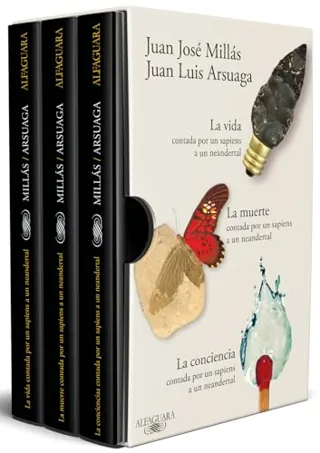 ALFAGUARA
MILLÁS / ARSUAGA
La vida contada por un sapiens a un neandertal
ALFAGUARA
MILLÁS / ARSUAGA
La muerte contada por un sapiens a un neandertal
ALFAGUARA
MILLÁS / ARSUAGA
La conciencia contada por un sapiens a un neandertal
Juan José Millás
Juan Luis Arsuaga
La vida
contada por un sapiens
a un neandertal
La muerte
contada por un sapiens
a un neandertal
La conciencia
contada por un sapiens
a un neandertal
ALFAGUARA